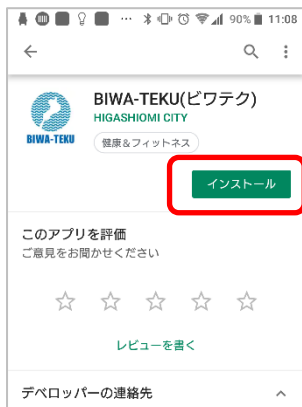 90% 11:08
BIWA-TEKU(ビワテク)
HIGASHIOMI CITY
BIWA-TEKU
健康&フィットネス
インストール
このアプリを評価
ご意見をお聞かせください
レビューを書く
デベロッパーの連絡先